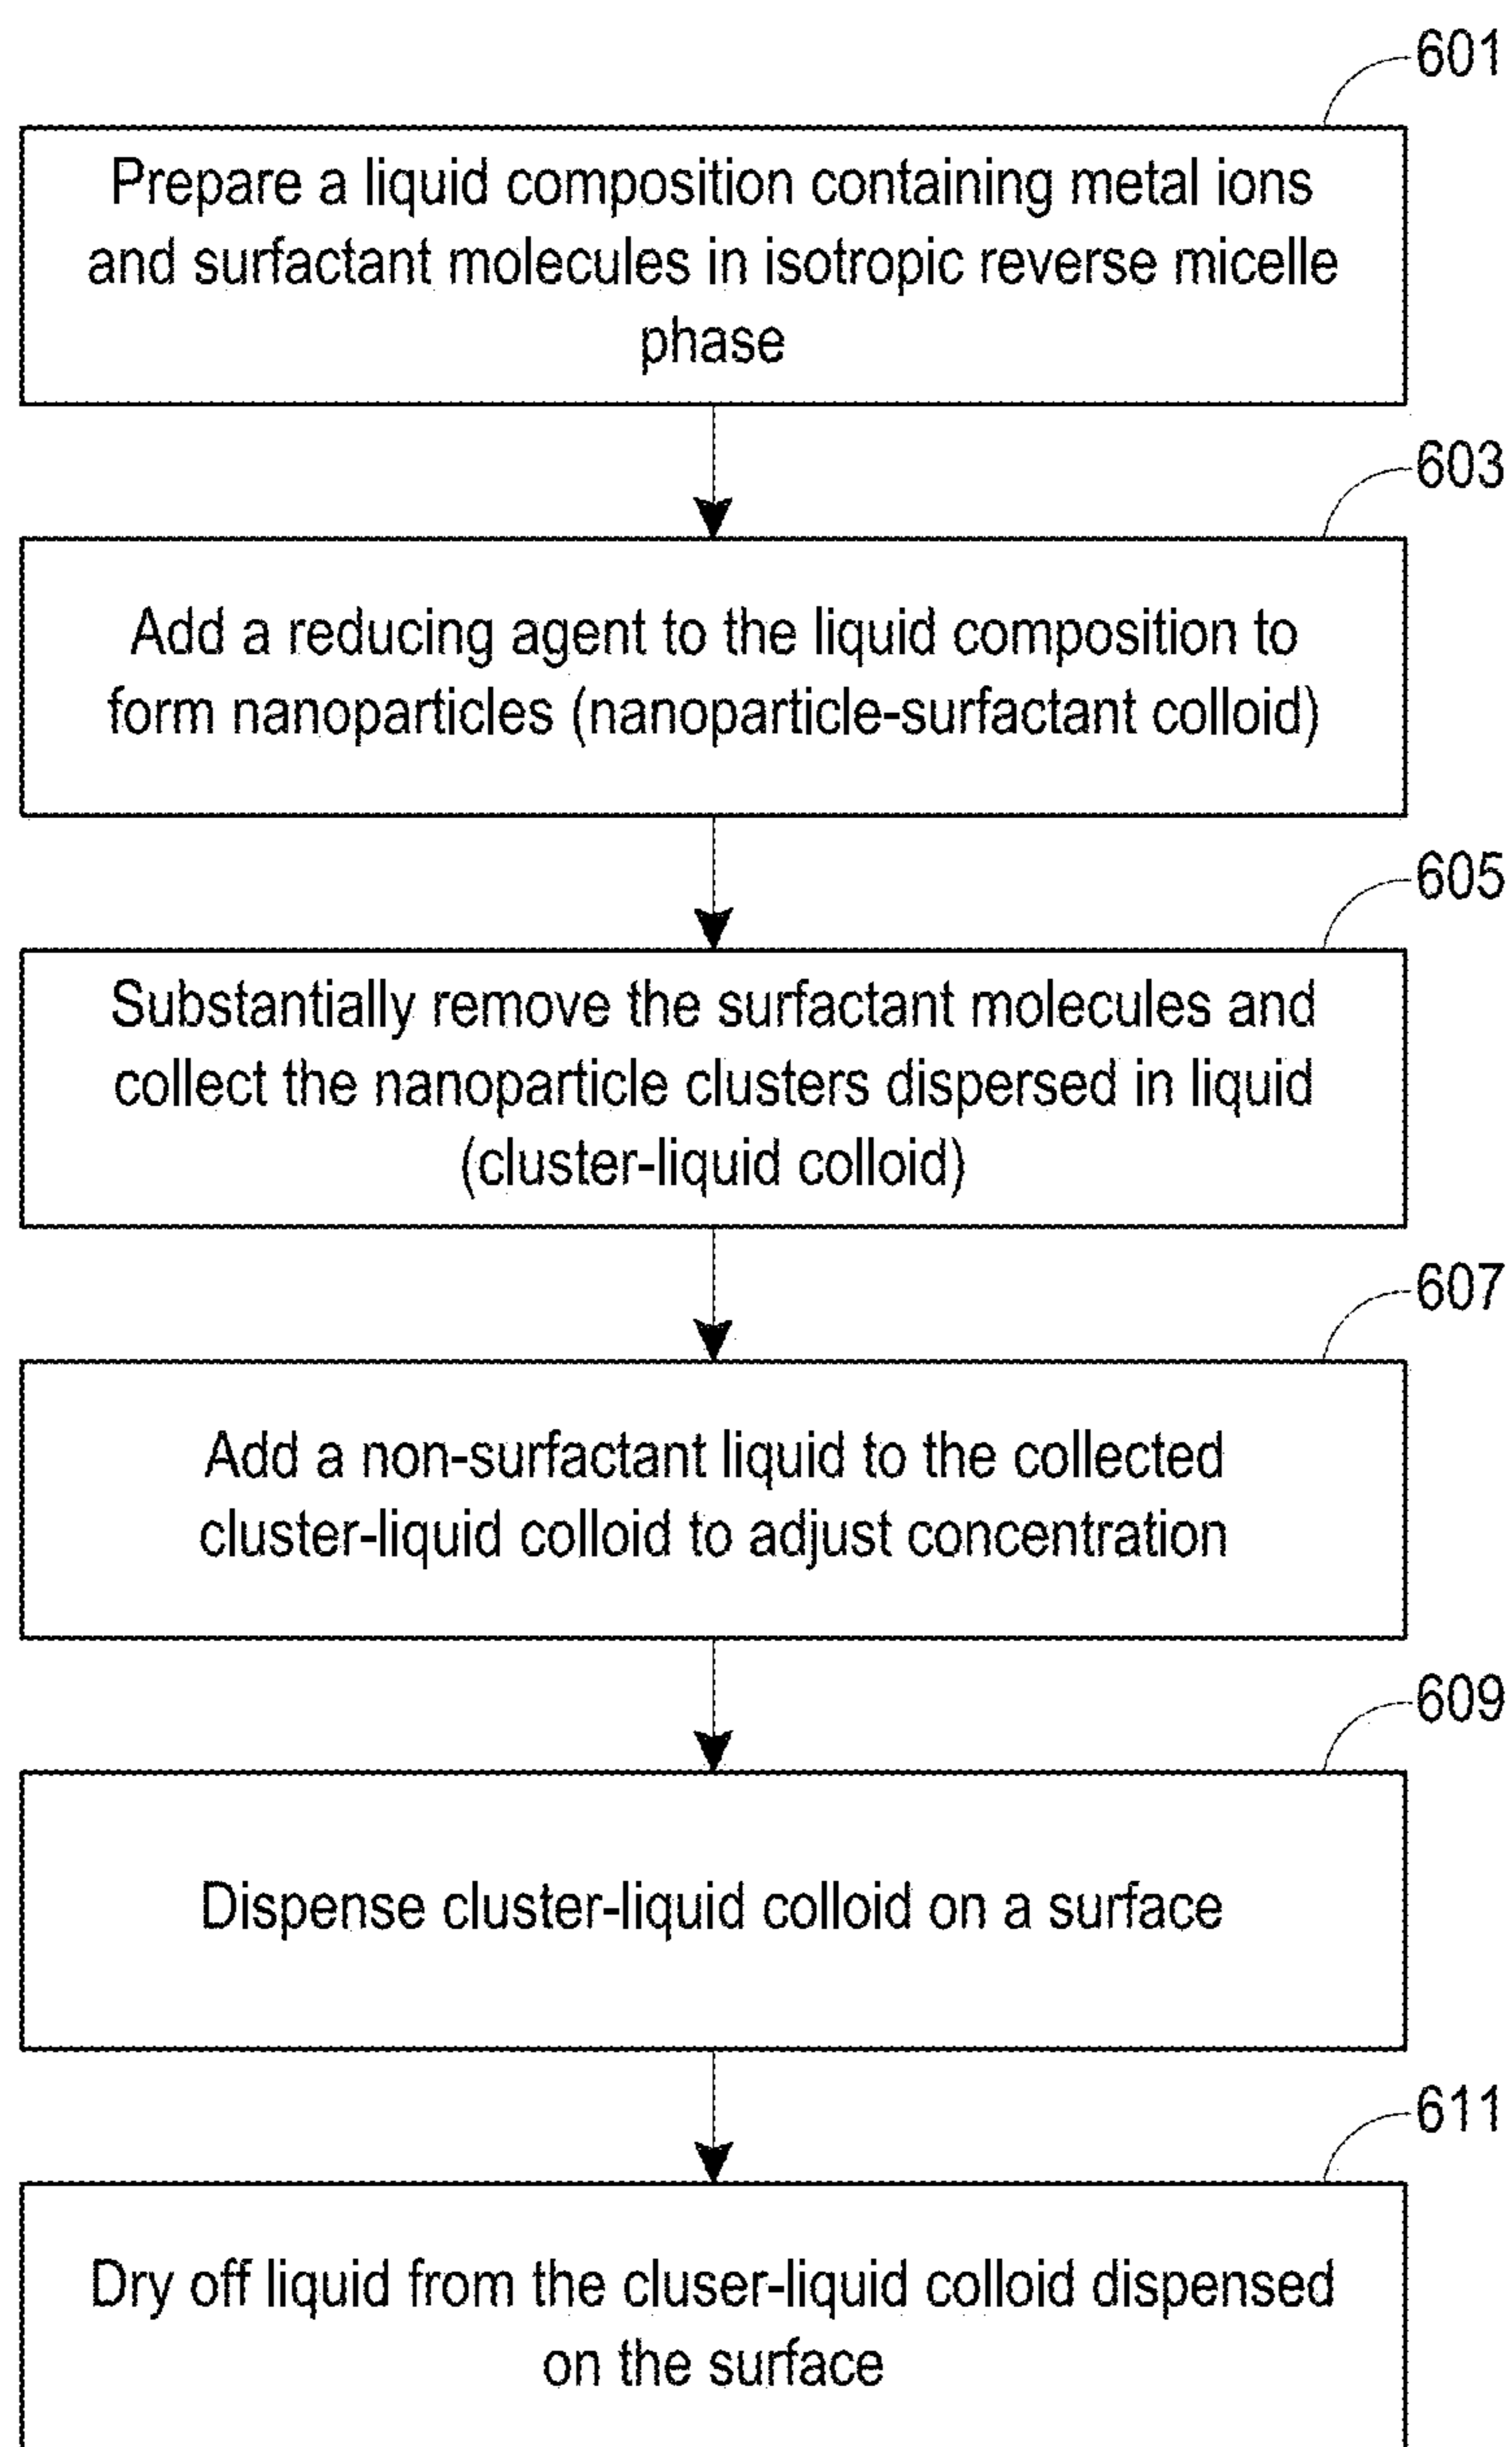 601
Prepare a liquid composition containing metal ions
and surfactant molecules in isotropic reverse micelle
phase
603
Add a reducing agent to the liquid composition to
form nanoparticles (nanoparticle-surfactant colloid)
605
Substantially remove the surfactant molecules and
collect the nanoparticle clusters dispersed in liquid
(cluster-liquid colloid)
607
Add a non-surfactant liquid to the collected
cluster-liquid colloid to adjust concentration
609
Dispense cluster-liquid colloid on a surface
611
Dry off liquid from the cluser-liquid colloid dispensed
on the surface